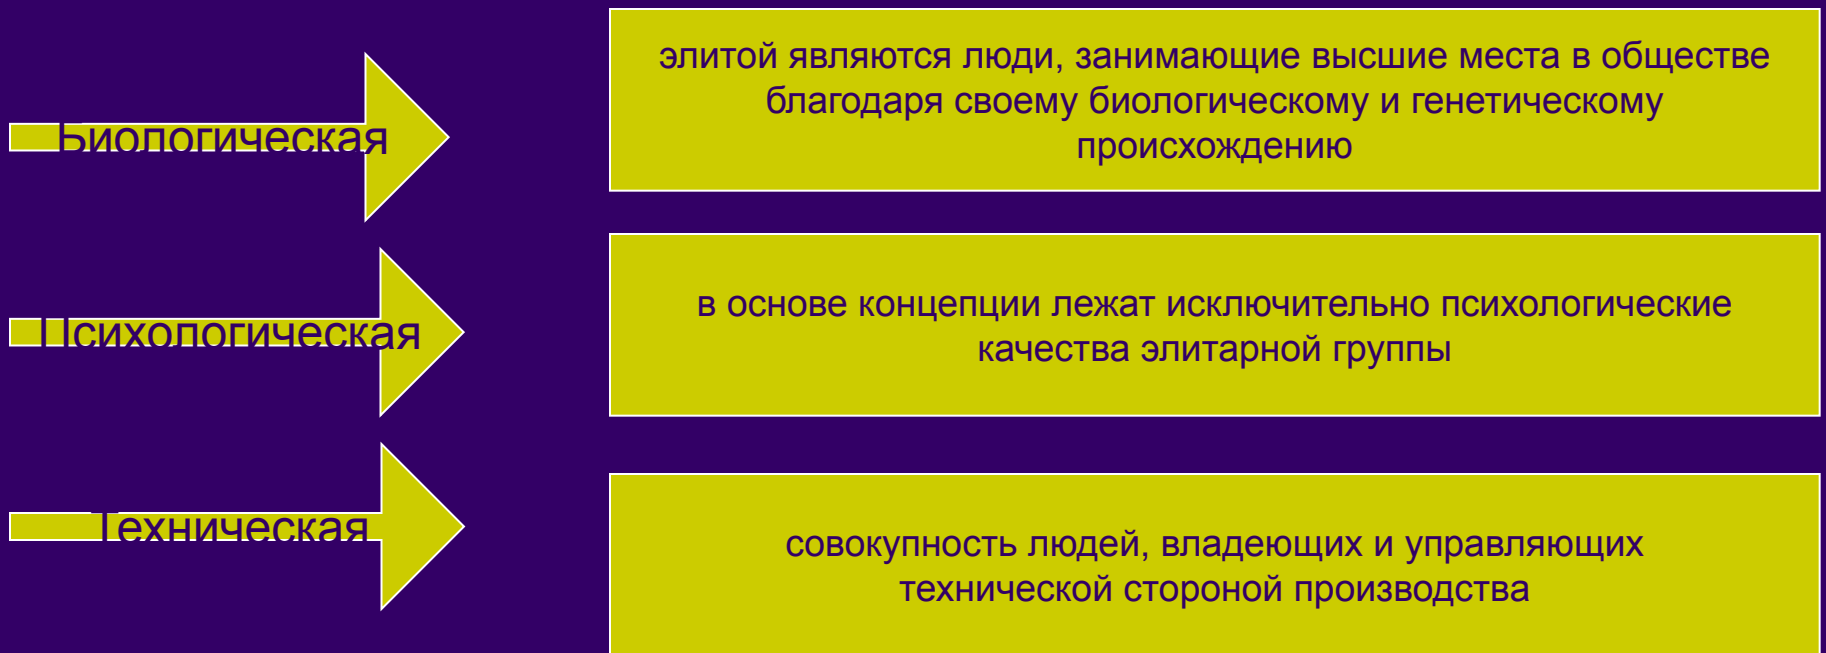 Биологическая
элитой являются люди, занимающие высшие места в обществе
благодаря своему биологическому и генетическому
происхождению
Психологическая
в основе концепции лежат исключительно психологические
качества элитарной группы
Техническая
совокупность людей, владеющих и управляющих
технической стороной производства